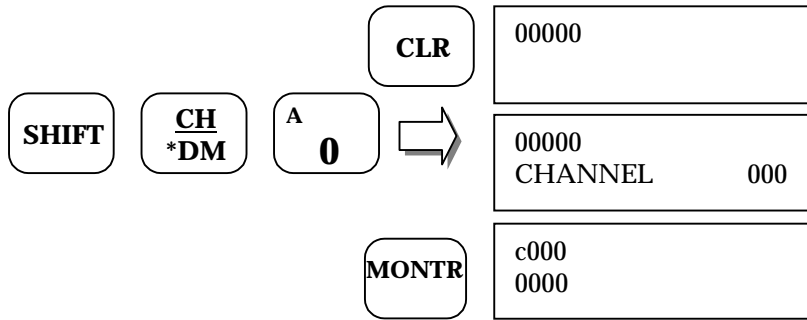 CLR
00000
SHIFT
CH
*DM
A
0
00000
CHANNEL 000
MONTR
c000
0000